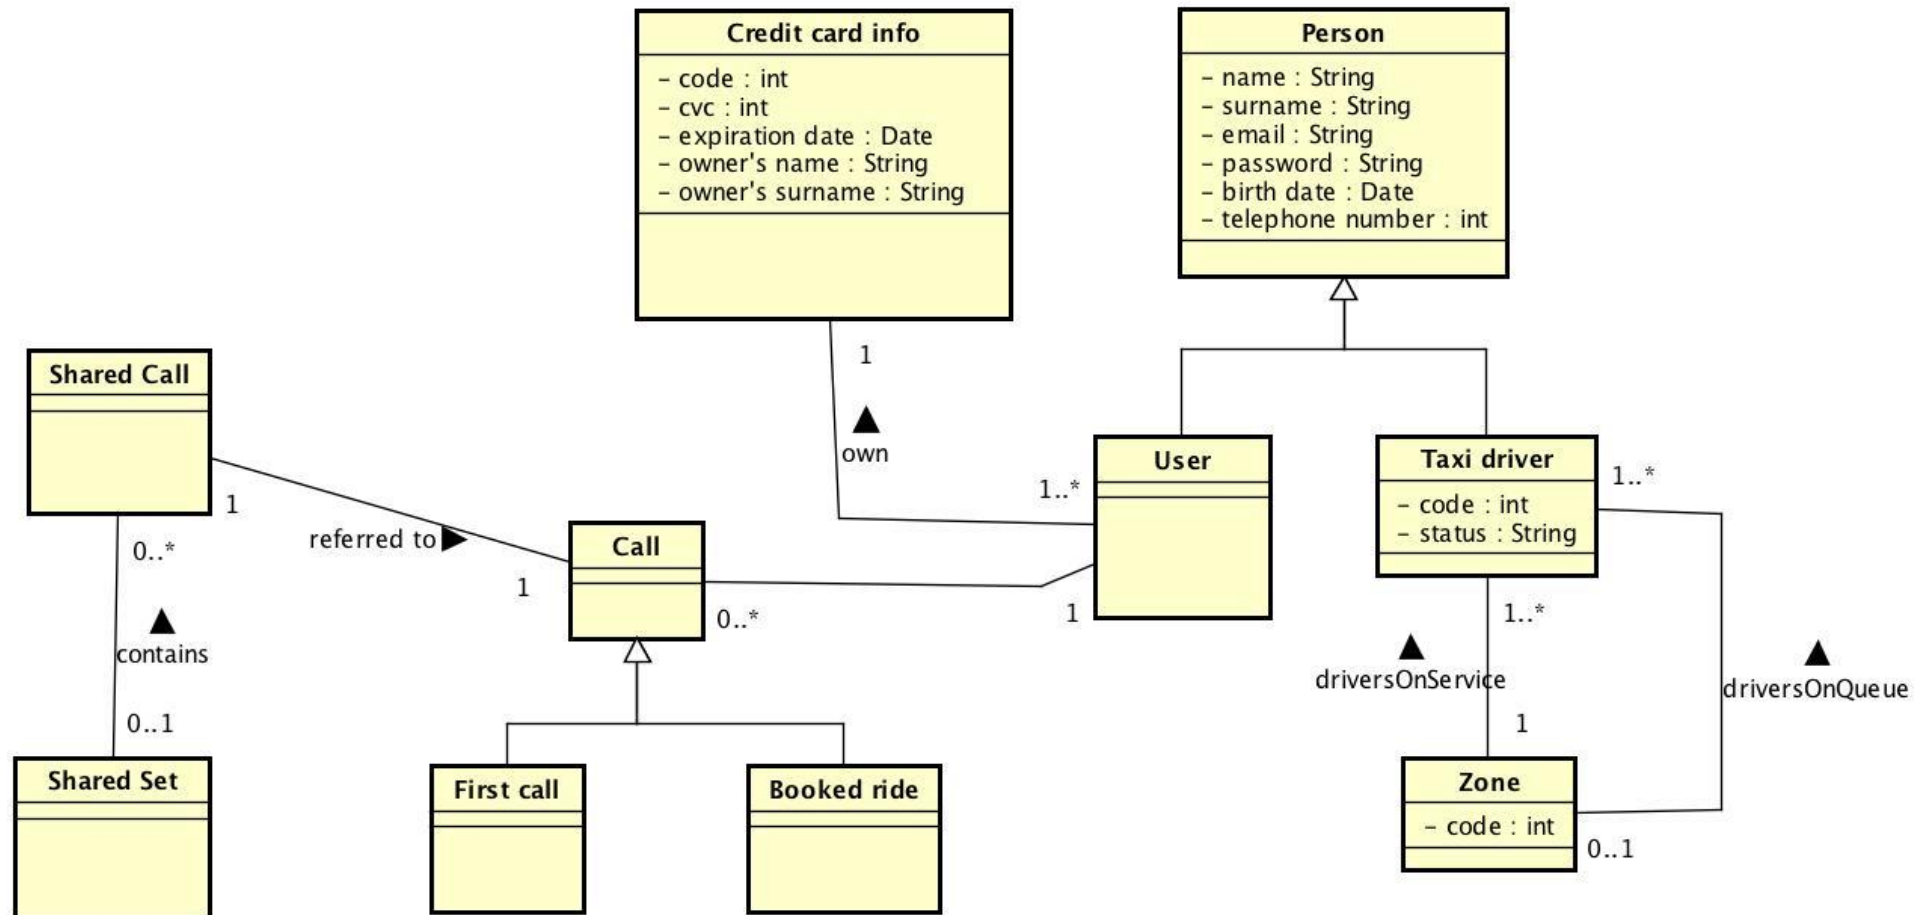 Credit card info
– code : int
– cvc : int
– expiration date : Date
– owner's name : String
– owner's surname : String
Person
– name : String
– surname : String
– email : String
– password : String
– birth date : Date
– telephone number : int
Shared Call
1
own
1..*
User
Taxi driver
– code : int
– status : String
1..*
1
referred to
1
Call
0..*
1
0..*
contains
0..1
1..*
driversOnService
1
driversOnQueue
Shared Set
First call
Booked ride
Zone
– code : int
0..1